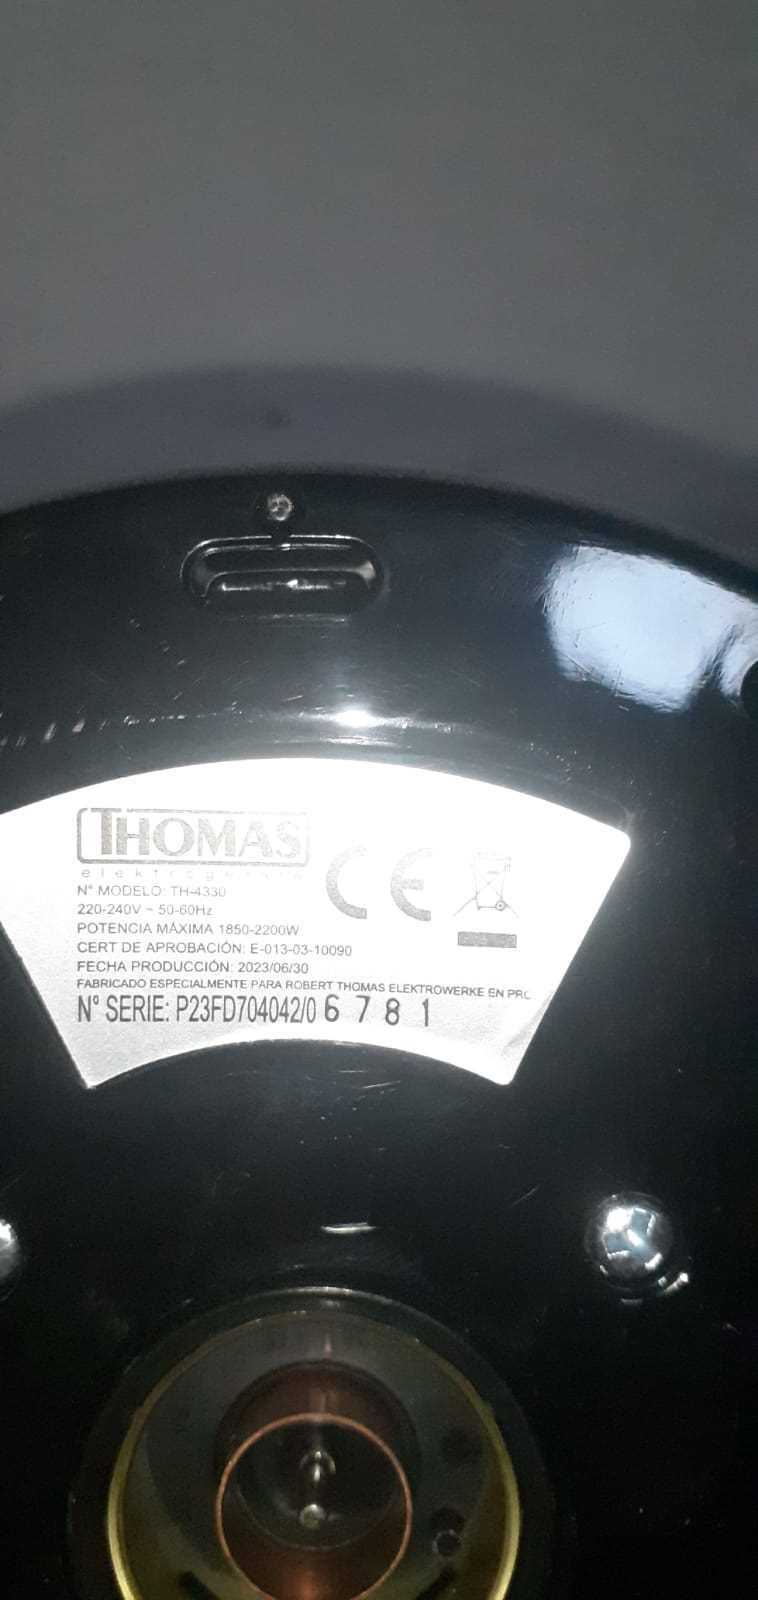 THOMAS
elektrogeräte
N° MODELO: TH-4330
220-240V ~ 50-60Hz
POTENCIA MÁXIMA 1850-2200W
CERT DE APROBACIÓN: E-013-03-10090
FECHA PRODUCCIÓN: 2023/06/30
FABRICADO ESPECIALMENTE PARA ROBERT THOMAS ELEKTROWERKE EN PRC
N° SERIE: P23FD704042/0 6 7 8 1
CE